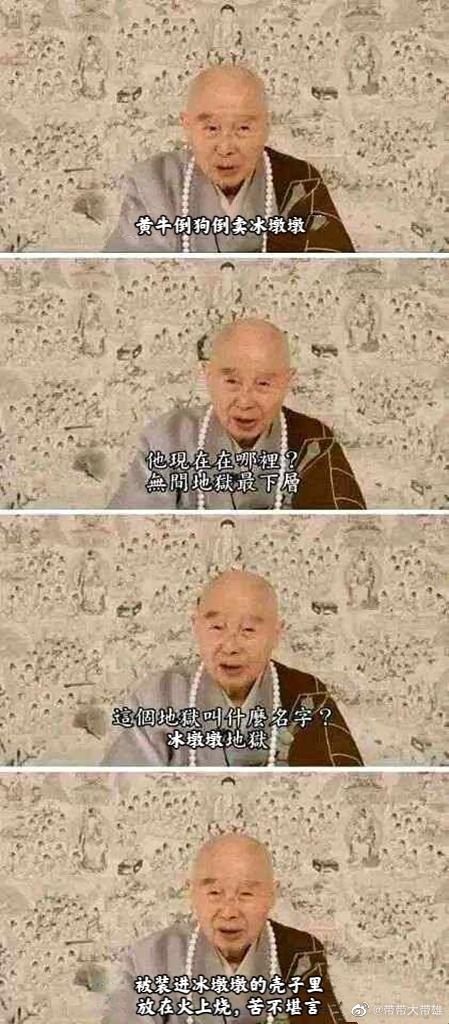 黄牛倒狗倒卖冰墩墩
他現在在哪裡？
無間地獄最下層
這個地獄叫什麼名字？
冰墩墩地獄
被装进冰墩墩的壳子里
放在火上烧，苦不堪言
@带带大带雄